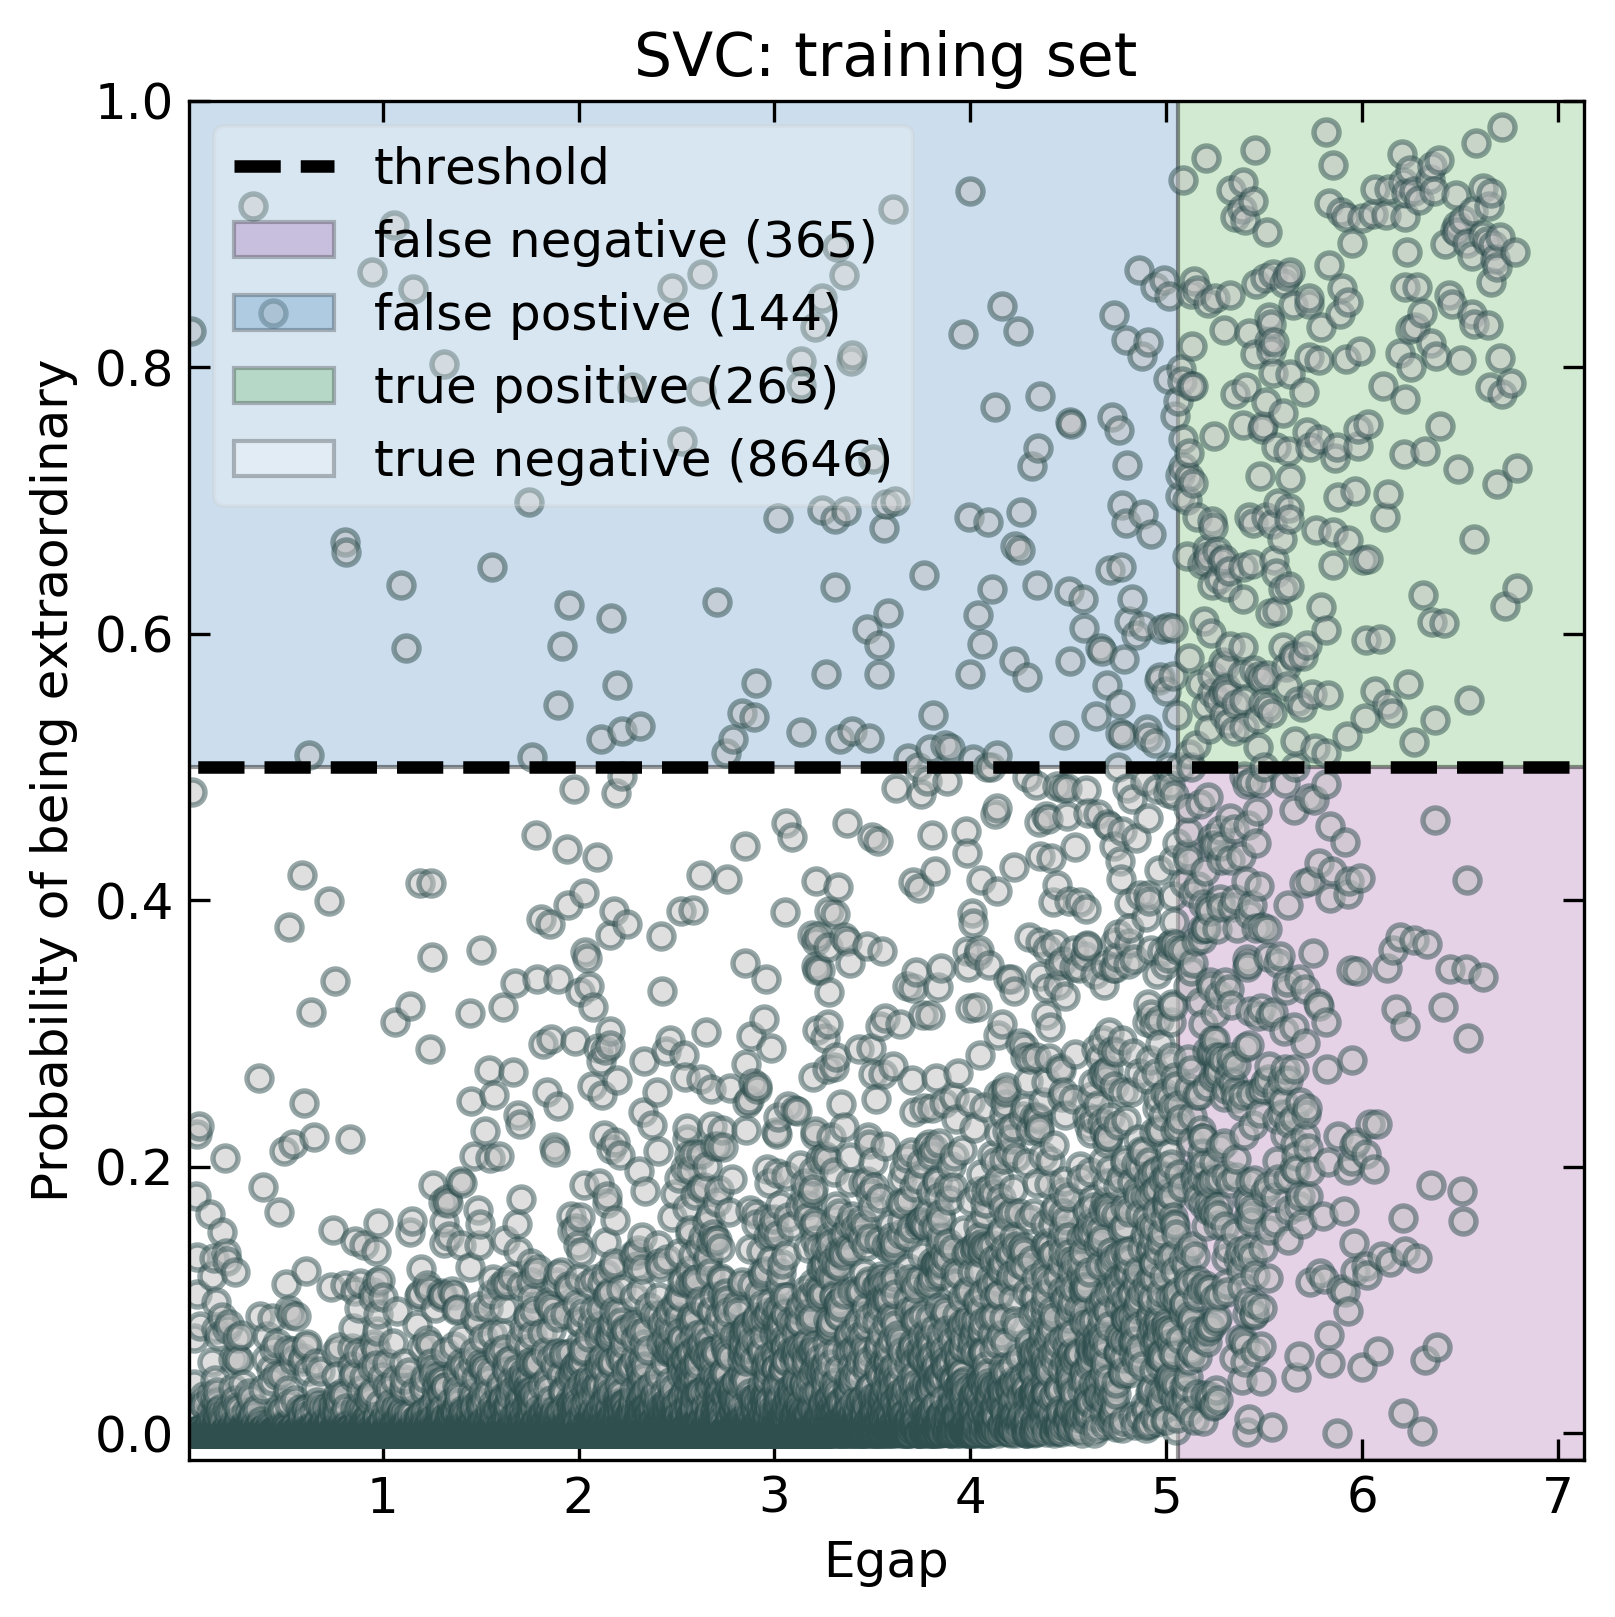 SVC: training set
1.0
0.8
0.6
0.4
0.2
0.0
Probability of being extraordinary
threshold
false negative (365)
false postive (144)
true positive (263)
true negative (8646)
1 2 3 4 5 6 7
Egap